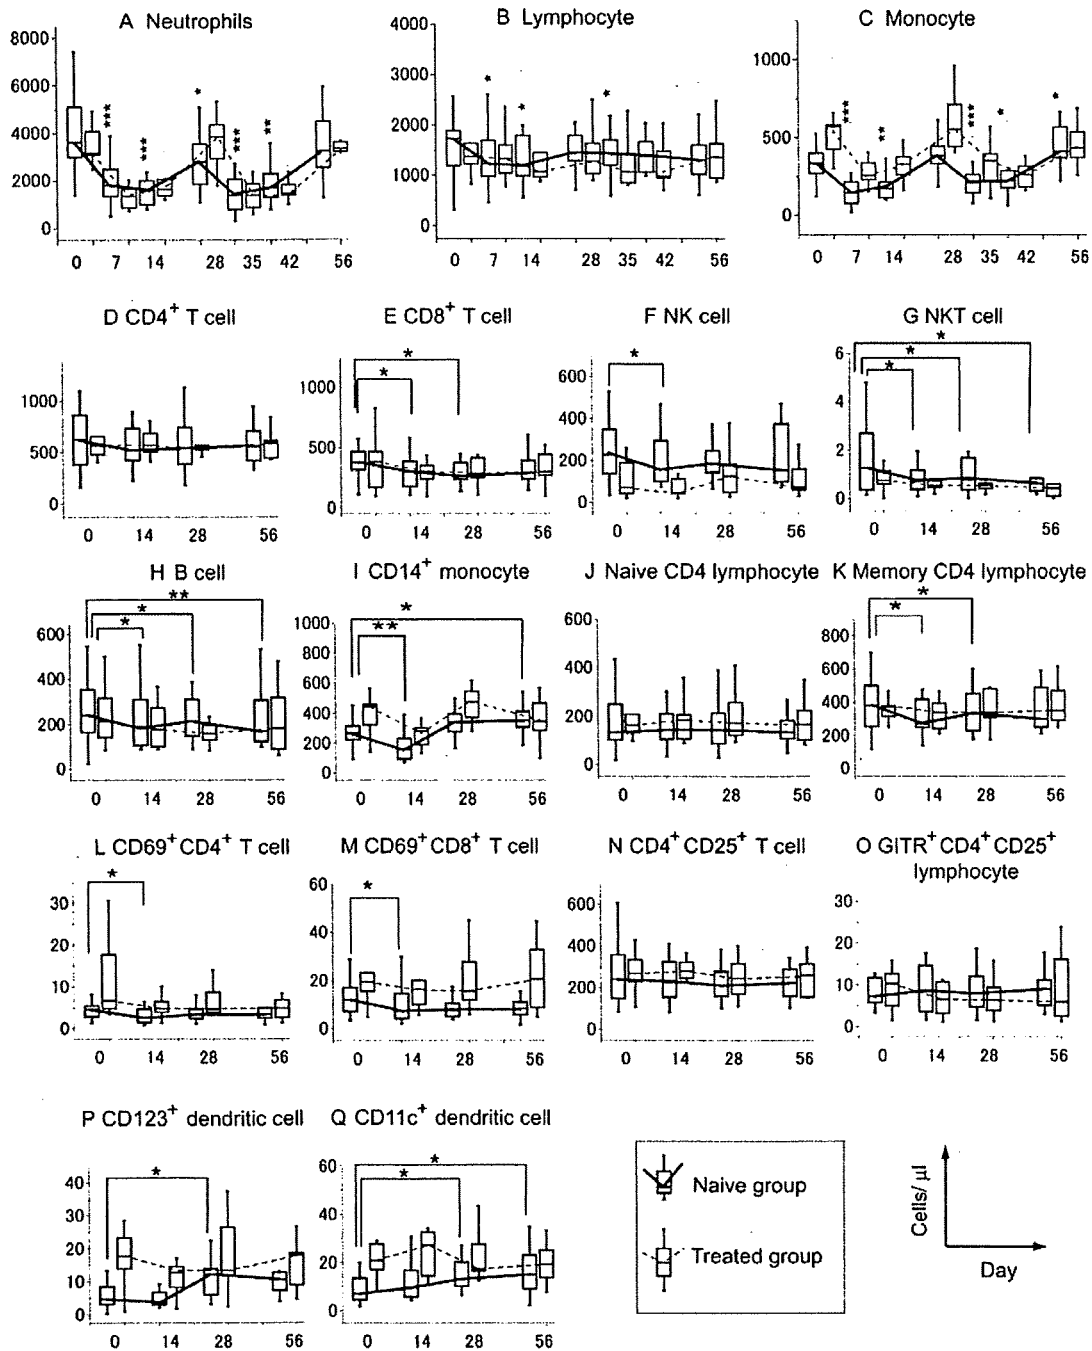 A Neutrophils
B Lymphocyte
C Monocyte
8000
6000
4000
2000
0
*** *** * *** **
0 7 14 28 35 42 56
4000
3000
2000
1000
0
* * *
0 7 14 28 35 42 56
1000
500
0
*** ** *** * *
0 7 14 28 35 42 56
D CD4+ T cell
E CD8+ T cell
F NK cell
G NKT cell
1000
500
0
0 14 28 56
* *
1000
500
0
0 14 28 56
*
600
400
200
0
0 14 28 56
* * *
6
4
2
0
0 14 28 56
H B cell
I CD14+ monocyte
J Naive CD4 lymphocyte
K Memory CD4 lymphocyte
** * *
600
400
200
0
0 14 28 56
* **
1000
800
600
400
200
0
0 14 28 56
600
400
200
0
0 14 28 56
* *
800
600
400
200
0
0 14 28 56
L CD69+CD4+ T cell
M CD69+CD8+ T cell
N CD4+ CD25+ T cell
O GITR+ CD4+ CD25+
lymphocyte
*
30
20
10
0
0 14 28 56
*
60
40
20
0
0 14 28 56
600
400
200
0
0 14 28 56
30
20
10
0
0 14 28 56
P CD123+ dendritic cell
Q CD11c+ dendritic cell
*
40
30
20
10
0
0 14 28 56
* *
60
40
20
0
0 14 28 56
Naive group
Treated group
Cells/ μl
Day